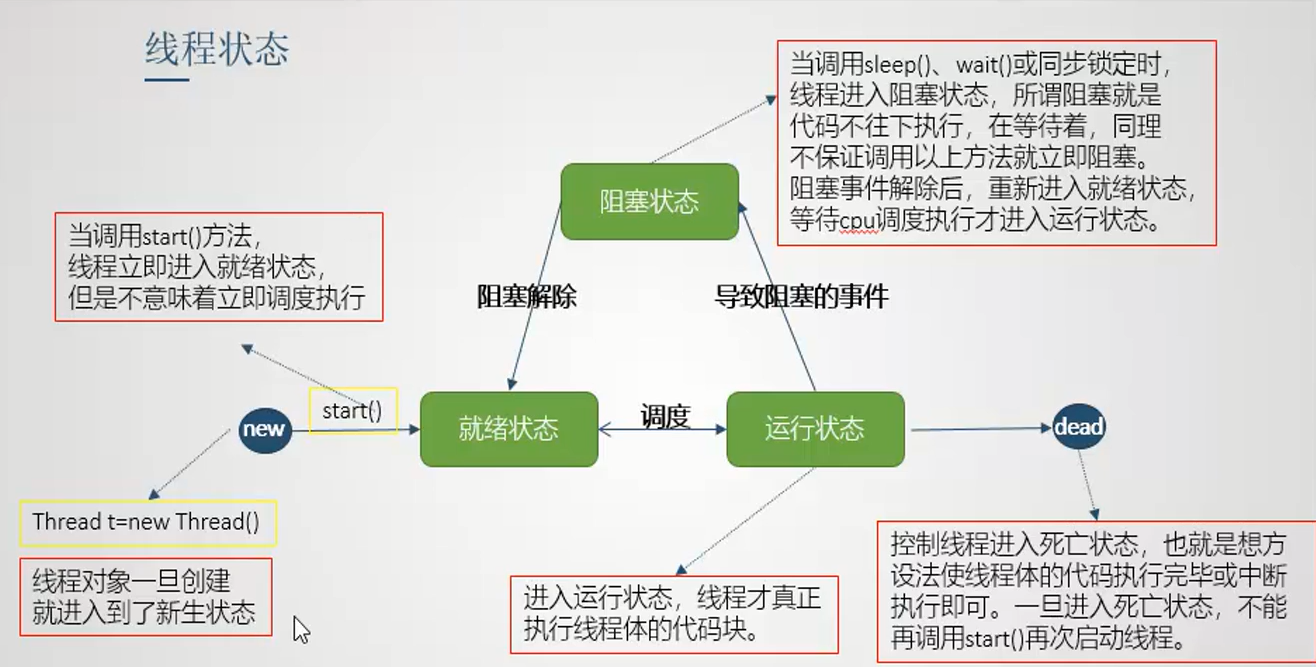 线程状态
当调用sleep()、wait()或同步锁定时，
线程进入阻塞状态，所谓阻塞就是
代码不往下执行，在等待着，同理
不保证调用以上方法就立即阻塞。
阻塞事件解除后，重新进入就绪状态，
等待cpu调度执行才进入运行状态。
阻塞状态
当调用start()方法，
线程立即进入就绪状态，
但是不意味着立即调度执行
阻塞解除
导致阻塞的事件
new
start()
就绪状态
调度
运行状态
dead
Thread t=new Thread()
线程对象一旦创建
就进入到了新生状态
进入运行状态，线程才真正
执行线程体的代码块。
控制线程进入死亡状态，也就是想方
设法使线程体的代码执行完毕或中断
执行即可。一旦进入死亡状态，不能
再调用start()再次启动线程。